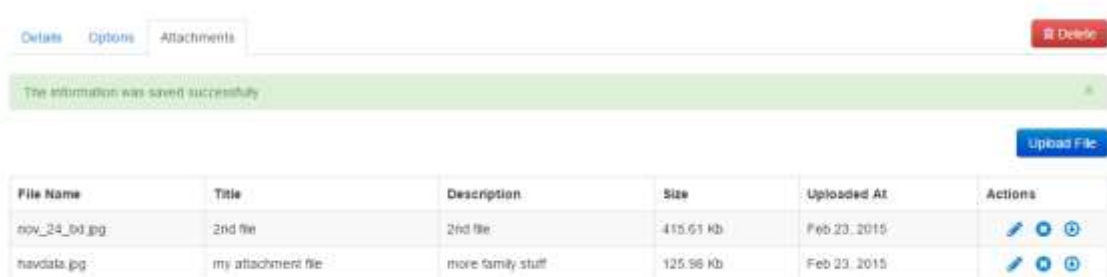 Details Options Attachments Delete
The information was saved successfully ×
Upload File
File Name Title Description Size Uploaded At Actions
nov_24_bd.jpg 2nd file 2nd file 415.61 Kb Feb 23, 2015
havdala.jpg my attachment file more family stuff 125.98 Kb Feb 23, 2015